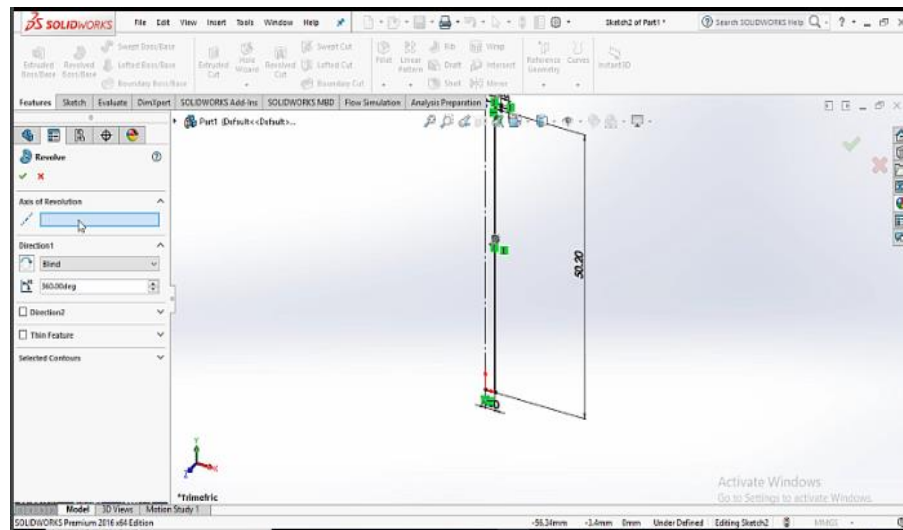 SOLIDWORKS File Edit View Insert Tools Window Help Sketch2 of Part1 * Search SOLIDWORKS Help
Extruded Boss/Base Revolved Boss/Base Swept Boss/Base Lofted Boss/Base Boundary Boss/Base Extruded Cut Hole Wizard Revolved Cut Swept Cut Lofted Cut Boundary Cut Fillet Linear Pattern Rib Draft Shell Wrap Intersect Mirror Reference Geometry Curves Instant3D
Features Sketch Evaluate DimXpert SOLIDWORKS Add-Ins SOLIDWORKS MBD Flow Simulation Analysis Preparation
Part1 (Default<<Default>...
Revolve
Axis of Revolution
Direction1
Blind
360.00deg
Direction2
Thin Feature
Selected Contours
50.20
Y
*Trimetric
Activate Windows
Go to Settings to activate Windows.
Model 3D Views Motion Study 1
SOLIDWORKS Premium 2016 x64 Edition -56.34mm -3.4mm 0mm Under Defined Editing Sketch2 MMGS